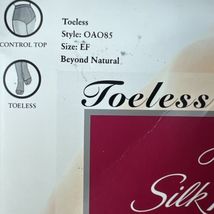 CONTROL TOP
TOELESS
Toeless
Style: OAO85
Size: EF
Beyond Natural
Toeless
Silk